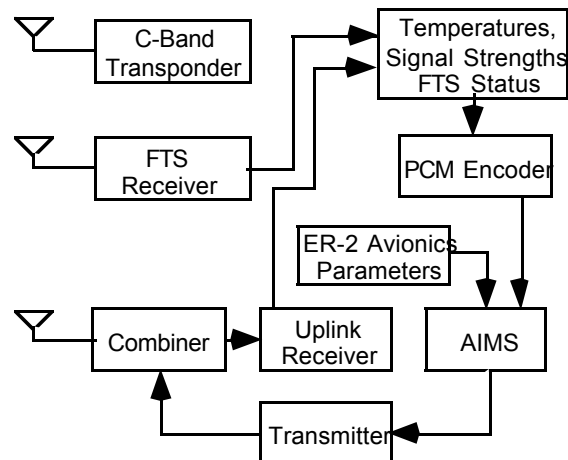 C-Band
Transponder
Temperatures,
Signal Strengths
FTS Status
FTS
Receiver
PCM Encoder
ER-2 Avionics
Parameters
Combiner
Uplink
Receiver
AIMS
Transmitter